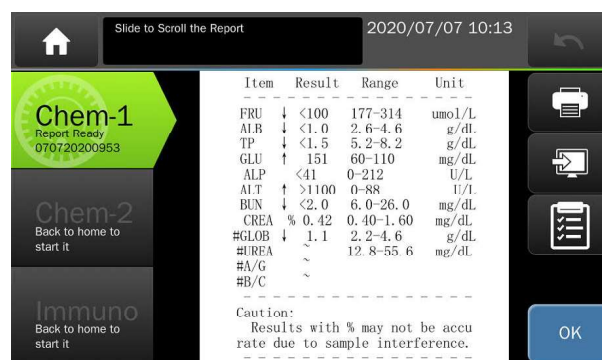 Slide to Scroll the Report
2020/07/07 10:13
Chem-1
Report Ready
070720200953
Chem-2
Back to home to
start it
Immuno
Back to home to
start it
Item Result Range Unit
FRU ↓ <100 177-314 umol/L
ALB ↓ <1.0 2.6-4.6 g/dL
TP ↓ <1.5 5.2-8.2 g/dL
GLU ↑ 151 60-110 mg/dL
ALP <41 0-212 U/L
ALT ↑ >1100 0-88 U/L
BUN ↓ <2.0 6.0-26.0 mg/dL
CREA % 0.42 0.40-1.60 mg/dL
#GLOB ↓ 1.1 2.2-4.6 g/dL
#UREA ~ 12.8-55.6 mg/dL
#A/G ~
#B/C ~
Caution:
Results with % may not be accu
rate due to sample interference.
OK